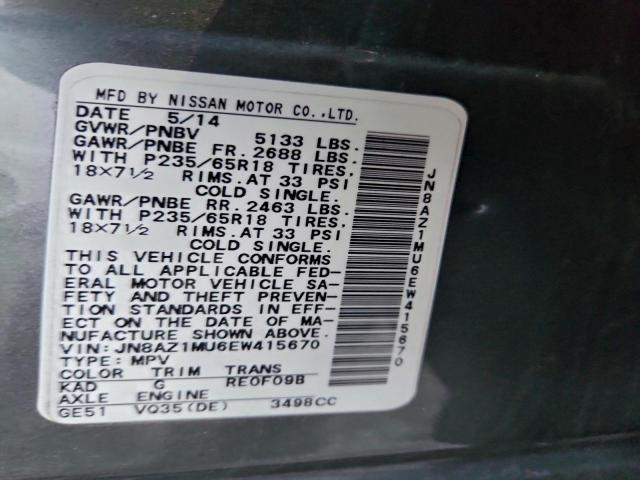 MFD BY NISSAN MOTOR CO.,LTD.
DATE 5/14
GVWR/PNBV 5133 LBS.
GAWR/PNBE FR. 2688 LBS.
WITH P235/65R18 TIRES,
18×7½ RIMS. AT 33 PSI
COLD SINGLE.
GAWR/PNBE RR. 2463 LBS.
WITH P235/65R18 TIRES,
18×7½ RIMS. AT 33 PSI
COLD SINGLE.
THIS VEHICLE CONFORMS
TO ALL APPLICABLE FED-
ERAL MOTOR VEHICLE SA-
FETY AND THEFT PREVEN-
TION STANDARDS IN EFF-
ECT ON THE DATE OF MA-
NUFACTURE SHOWN ABOVE.
VIN: JN8AZ1MU6EW415670
TYPE: MPV
COLOR TRIM TRANS
KAD G RE0F09B
AXLE ENGINE
GE51 VQ35(DE) 3498CC
JN8AZ1MU6EW415670